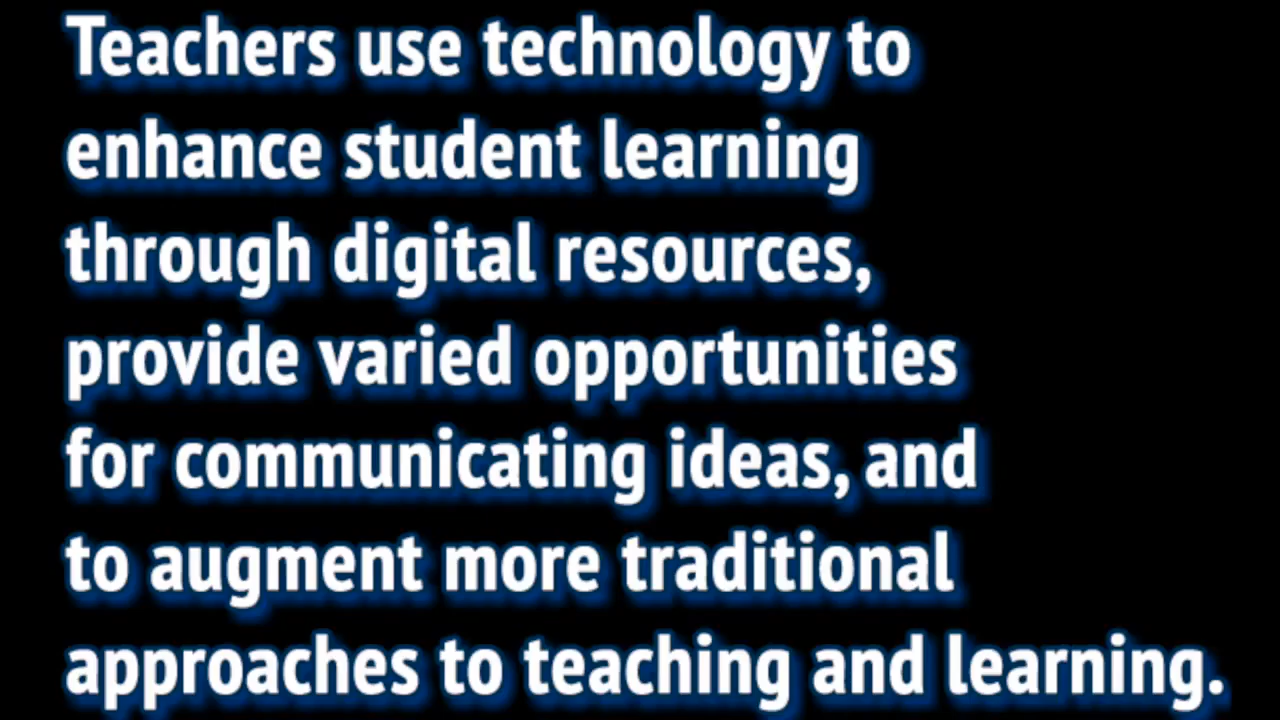 Teachers use technology to
enhance student learning
through digital resources,
provide varied opportunities
for communicating ideas, and
to augment more traditional
approaches to teaching and learning.